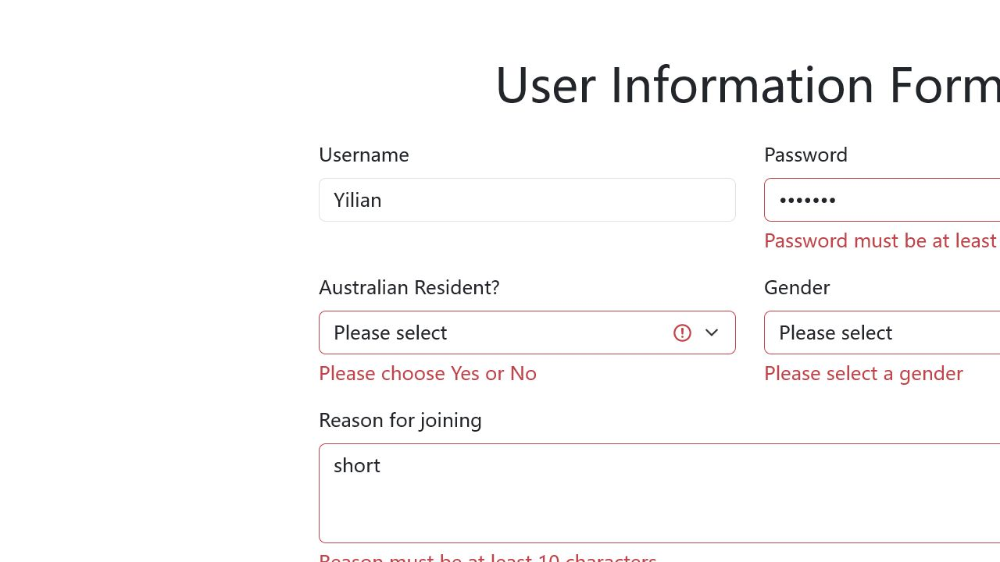 User Information Form
Username
Password
Yilian
•••••••
Password must be at least
Australian Resident?
Gender
Please select
Please select
Please choose Yes or No
Please select a gender
Reason for joining
short
Reason must be at least 10 characters